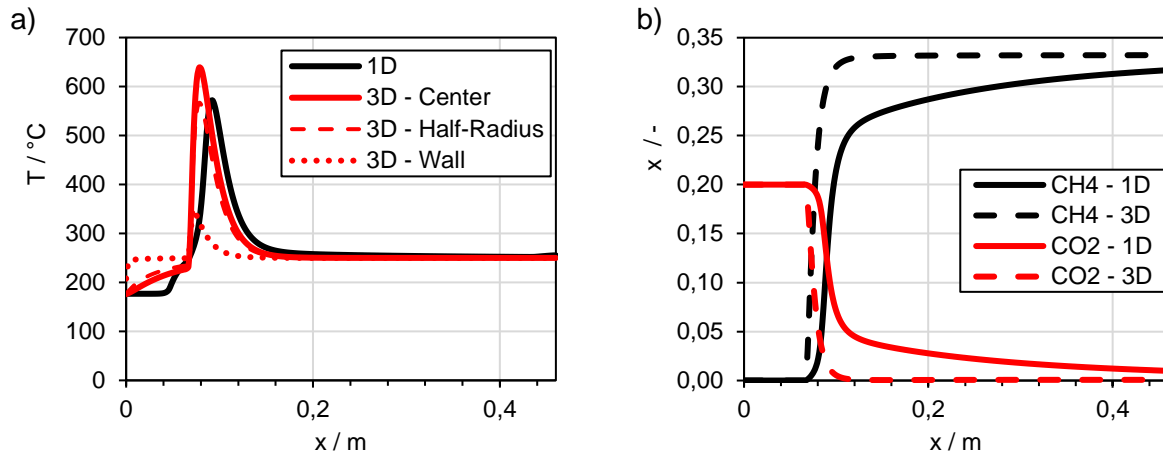 a)
T / °C
700
600
500
400
300
200
100
0
0
0,2
0,4
x / m
1D
3D - Center
3D - Half-Radius
3D - Wall
b)
x / -
0,35
0,30
0,25
0,20
0,15
0,10
0,05
0,00
0
0,2
0,4
x / m
CH4 - 1D
CH4 - 3D
CO2 - 1D
CO2 - 3D